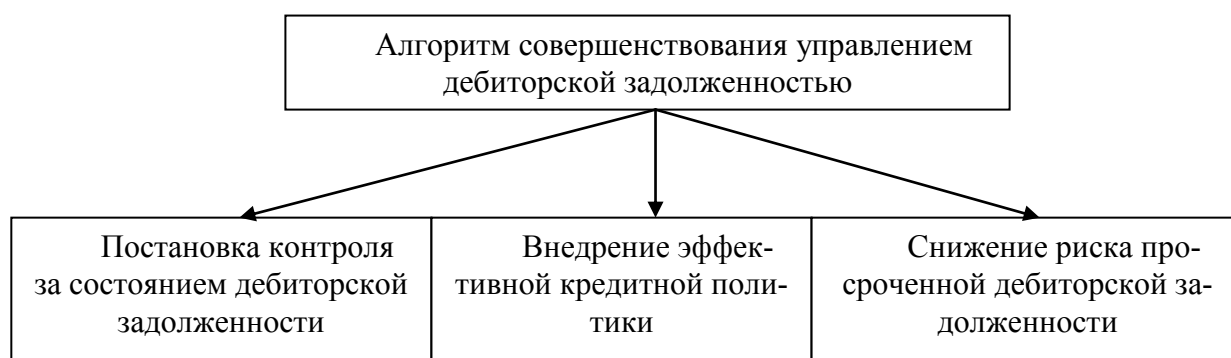 Алгоритм совершенствования управлением
дебиторской задолженностью
Постановка контроля
за состоянием дебиторской
задолженности
Внедрение эффек-
тивной кредитной поли-
тики
Снижение риска про-
сроченной дебиторской за-
долженности